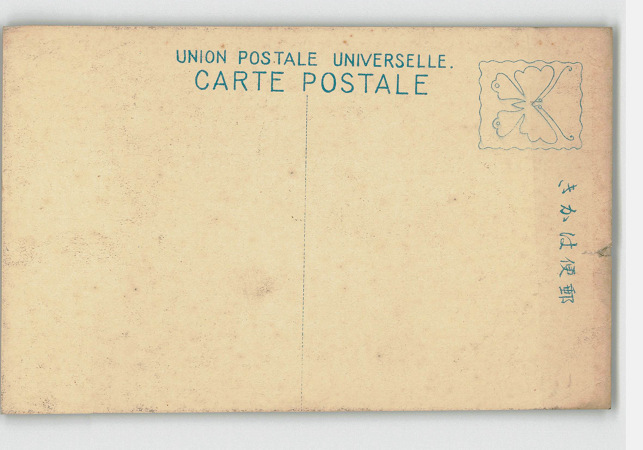 UNION POSTALE UNIVERSELLE.
CARTE POSTALE
きかは便郵